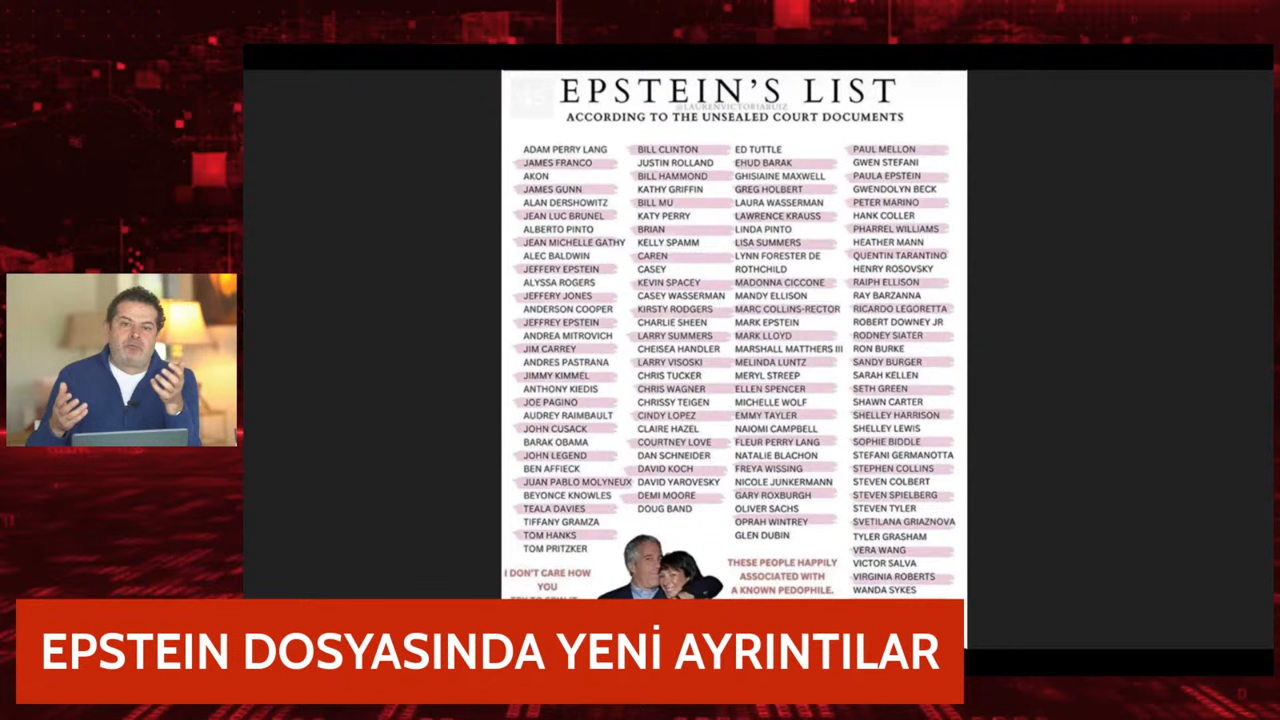 EPSTEIN'S LIST
@LAURENVICTORIARUIZ
ACCORDING TO THE UNSEALED COURT DOCUMENTS
ADAM PERRY LANG
JAMES FRANCO
AKON
JAMES GUNN
ALAN DERSHOWITZ
JEAN LUC BRUNEL
ALBERTO PINTO
JEAN MICHELLE GATHY
ALEC BALDWIN
JEFFERY EPSTEIN
ALYSSA ROGERS
JEFFERY JONES
ANDERSON COOPER
JEFFREY EPSTEIN
ANDREA MITROVICH
JIM CARREY
ANDRES PASTRANA
JIMMY KIMMEL
ANTHONY KIEDIS
JOE PAGINO
AUDREY RAIMBAULT
JOHN CUSACK
BARAK OBAMA
JOHN LEGEND
BEN AFFIECK
JUAN PABLO MOLYNEUX
BEYONCE KNOWLES
TEALA DAVIES
TIFFANY GRAMZA
TOM HANKS
TOM PRITZKER
BILL CLINTON
JUSTIN ROLLAND
BILL HAMMOND
KATHY GRIFFIN
BILL MU
KATY PERRY
BRIAN
KELLY SPAMM
CAREN
CASEY
KEVIN SPACEY
CASEY WASSERMAN
KIRSTY RODGERS
CHARLIE SHEEN
LARRY SUMMERS
CHEISEA HANDLER
LARRY VISOSKI
CHRIS TUCKER
CHRIS WAGNER
CHRISSY TEIGEN
CINDY LOPEZ
CLAIRE HAZEL
COURTNEY LOVE
DAN SCHNEIDER
DAVID KOCH
DAVID YAROVESKY
DEMI MOORE
DOUG BAND
ED TUTTLE
EHUD BARAK
GHISIAINE MAXWELL
GREG HOLBERT
LAURA WASSERMAN
LAWRENCE KRAUSS
LINDA PINTO
LISA SUMMERS
LYNN FORESTER DE
ROTHCHILD
MADONNA CICCONE
MANDY ELLISON
MARC COLLINS-RECTOR
MARK EPSTEIN
MARK LLOYD
MARSHALL MATTHERS III
MELINDA LUNTZ
MERYL STREEP
ELLEN SPENCER
MICHELLE WOLF
EMMY TAYLER
NAIOMI CAMPBELL
FLEUR PERRY LANG
NATALIE BLACHON
FREYA WISSING
NICOLE JUNKERMANN
GARY ROXBURGH
OLIVER SACHS
OPRAH WINTREY
GLEN DUBIN
PAUL MELLON
GWEN STEFANI
PAULA EPSTEIN
GWENDOLYN BECK
PETER MARINO
HANK COLLER
PHARREL WILLIAMS
HEATHER MANN
QUENTIN TARANTINO
HENRY ROSOVSKY
RAIPH ELLISON
RAY BARZANNA
RICARDO LEGORETTA
ROBERT DOWNEY JR
RODNEY SIATER
RON BURKE
SANDY BURGER
SARAH KELLEN
SETH GREEN
SHAWN CARTER
SHELLEY HARRISON
SHELLEY LEWIS
SOPHIE BIDDLE
STEFANI GERMANOTTA
STEPHEN COLLINS
STEVEN COLBERT
STEVEN SPIELBERG
STEVEN TYLER
SVETILANA GRIAZNOVA
TYLER GRASHAM
VERA WANG
VICTOR SALVA
VIRGINIA ROBERTS
WANDA SYKES
I DON'T CARE HOW
YOU
THESE PEOPLE HAPPILY
ASSOCIATED WITH
A KNOWN PEDOPHILE.
EPSTEIN DOSYASINDA YENİ AYRINTILAR